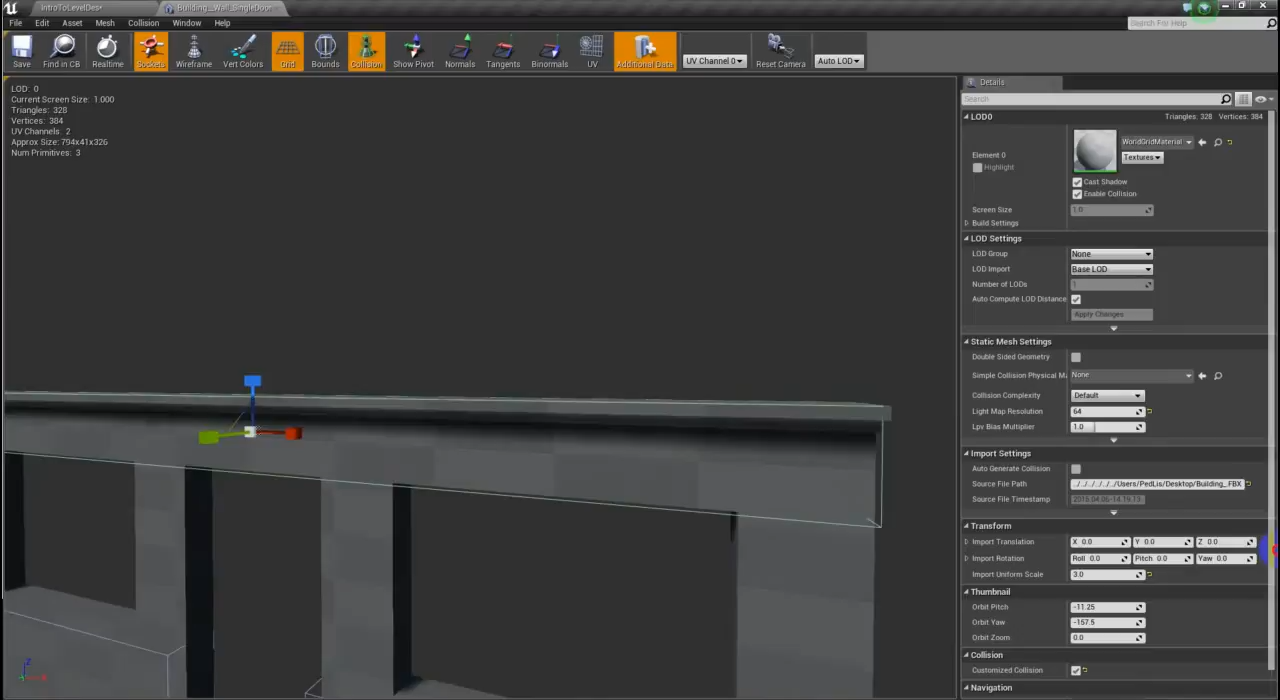 IntroToLevelDes*
Building_Wall_SingleDoor*
File Edit Asset Mesh Collision Window Help
Search For Help
Save Find in CB Realtime Sockets Wireframe Vert Colors Grid Bounds Collision Show Pivot Normals Tangents Binormals UV Additional Data UV Channel 0 Reset Camera Auto LOD
LOD: 0
Current Screen Size: 1.000
Triangles: 328
Vertices: 384
UV Channels: 2
Approx Size: 794x41x326
Num Primitives: 3
Details
Search
LOD0 Triangles: 328 Vertices: 384
Element 0
Highlight
WorldGridMaterial
Textures
Cast Shadow
Enable Collision
Screen Size 1.0
Build Settings
LOD Settings
LOD Group None
LOD Import Base LOD
Number of LODs 1
Auto Compute LOD Distance
Apply Changes
Static Mesh Settings
Double Sided Geometry
Simple Collision Physical Ma None
Collision Complexity Default
Light Map Resolution 64
Lpv Bias Multiplier 1.0
Import Settings
Auto Generate Collision
Source File Path ../../../../../../Users/PedLis/Desktop/Building_.FBX
Source File Timestamp
Transform
Import Translation X 0.0 Y 0.0 Z 0.0
Import Rotation Roll 0.0 Pitch 0.0 Yaw 0.0
Import Uniform Scale 3.0
Thumbnail
Orbit Pitch -11.25
Orbit Yaw -157.5
Orbit Zoom 0.0
Collision
Customized Collision
Navigation
Z